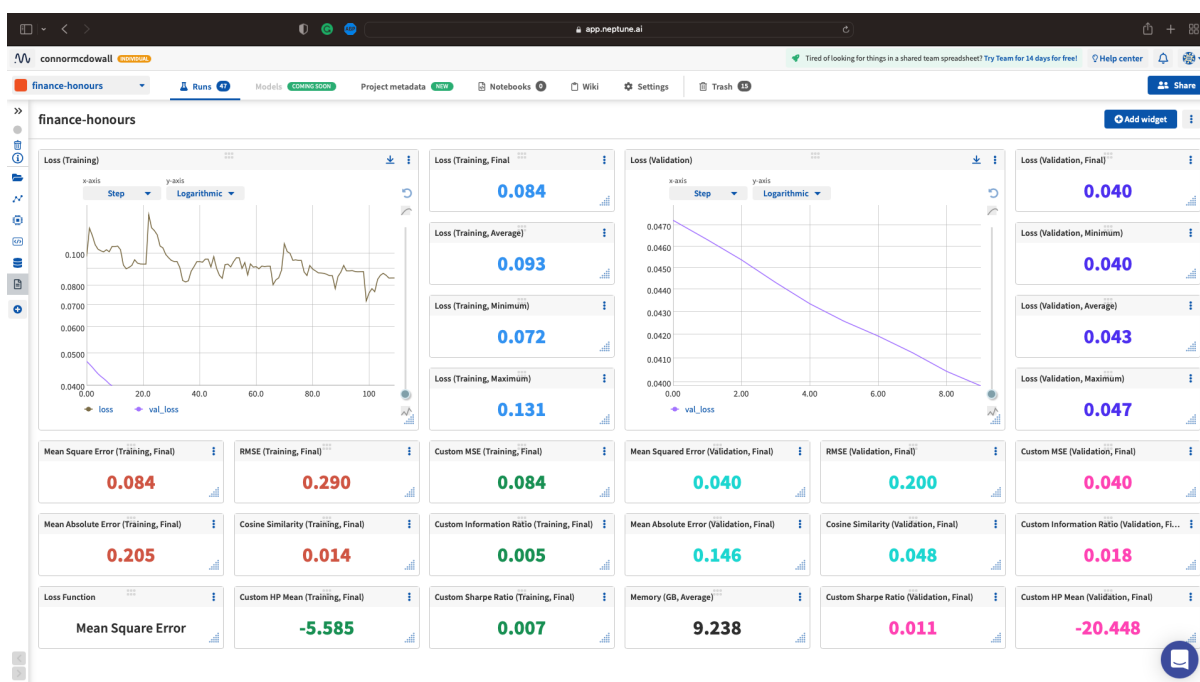 app.neptune.ai
connormcdowall INDIVIDUAL
Tired of looking for things in a shared team spreadsheet? Try Team for 14 days for free!
Help center
finance-honours
Runs 47
Models COMING SOON
Project metadata NEW
Notebooks 0
Wiki
Settings
Trash 15
Share
finance-honours
Add widget
Loss (Training)
x-axis
Step
y-axis
Logarithmic
0.100
0.0800
0.0700
0.0600
0.0500
0.0400
0.00 20.0 40.0 60.0 80.0 100
loss val_loss
Loss (Training, Final
0.084
Loss (Training, Average)
0.093
Loss (Training, Minimum)
0.072
Loss (Training, Maximum)
0.131
Loss (Validation)
x-axis
Step
y-axis
Logarithmic
0.0470
0.0460
0.0450
0.0440
0.0430
0.0420
0.0410
0.0400
0.00 2.00 4.00 6.00 8.00
val_loss
Loss (Validation, Final)
0.040
Loss (Validation, Minimum)
0.040
Loss (Validation, Average)
0.043
Loss (Validation, Maximum)
0.047
Mean Square Error (Training, Final)
0.084
RMSE (Training, Final)
0.290
Custom MSE (Training, Final)
0.084
Mean Squared Error (Validation, Final)
0.040
RMSE (Validation, Final)
0.200
Custom MSE (Validation, Final)
0.040
Mean Absolute Error (Training, Final)
0.205
Cosine Similarity (Training, Final)
0.014
Custom Information Ratio (Training, Final)
0.005
Mean Absolute Error (Validation, Final)
0.146
Cosine Similarity (Validation, Final)
0.048
Custom Information Ratio (Validation, Fi...
0.018
Loss Function
Mean Square Error
Custom HP Mean (Training, Final)
-5.585
Custom Sharpe Ratio (Training, Final)
0.007
Memory (GB, Average)
9.238
Custom Sharpe Ratio (Validation, Final)
0.011
Custom HP Mean (Validation, Final)
-20.448